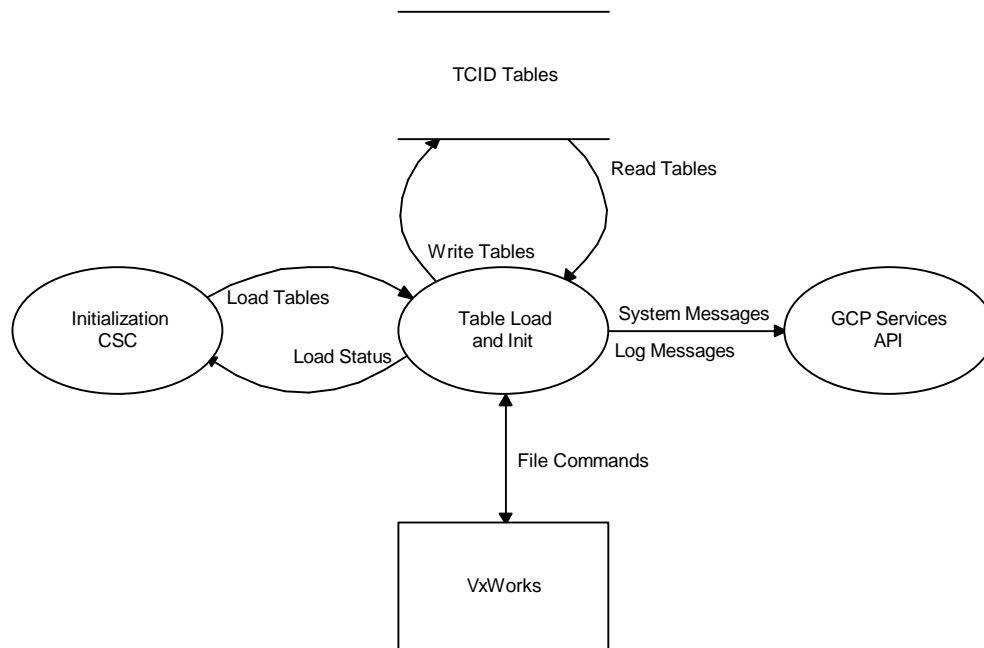 TCID Tables
Read Tables
Write Tables
Load Tables
Initialization
CSC
Load Status
Table Load
and Init
System Messages
Log Messages
GCP Services
API
File Commands
VxWorks